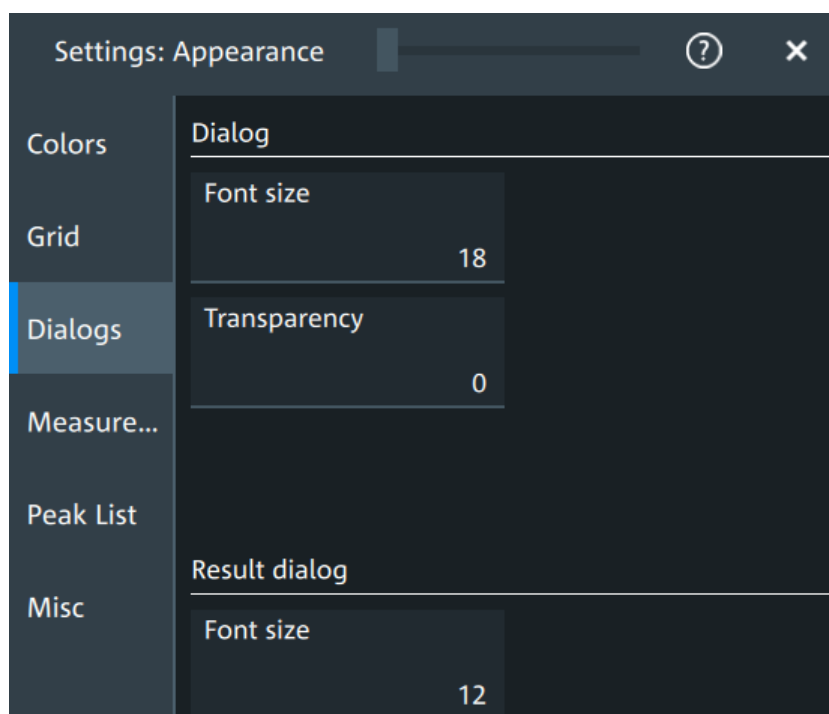 Settings: Appearance
?
×
Colors
Grid
Dialogs
Measure...
Peak List
Misc
Dialog
Font size
18
Transparency
0
Result dialog
Font size
12